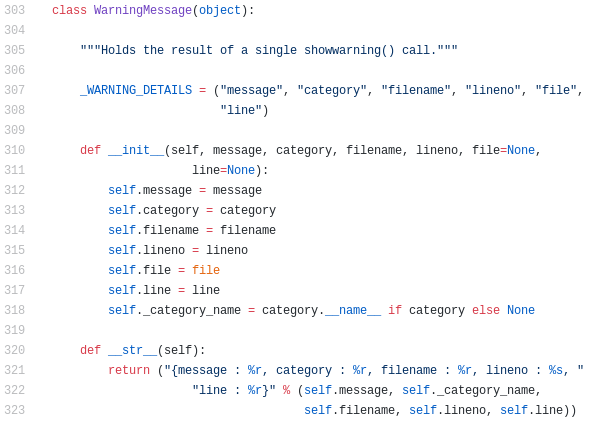 303 class WarningMessage(object):
304
305     """Holds the result of a single showwarning() call."""
306
307     _WARNING_DETAILS = ("message", "category", "filename", "lineno", "file",
308                         "line")
309
310     def __init__(self, message, category, filename, lineno, file=None,
311                     line=None):
312         self.message = message
313         self.category = category
314         self.filename = filename
315         self.lineno = lineno
316         self.file = file
317         self.line = line
318         self._category_name = category.__name__ if category else None
319
320     def __str__(self):
321         return ("{message : %r, category : %r, filename : %r, lineno : %s, "
322                     "line : %r}" % (self.message, self._category_name,
323                                     self.filename, self.lineno, self.line))